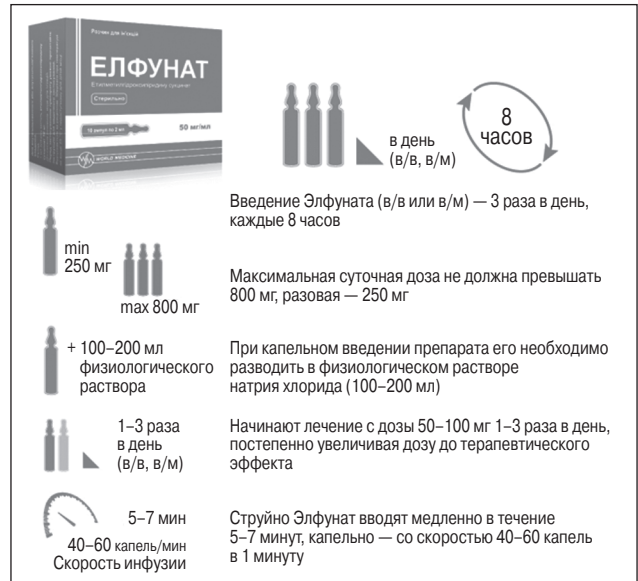 Розчин для ін'єкцій
ЕЛФУНАТ
Стерильно
10 ампул по 2 мл
50 мг/мл
WORLD MEDICINE
в день
(в/в, в/м)
8
часов
Введение Элфуната (в/в или в/м) — 3 раза в день,
каждые 8 часов
min
250 мг
max 800 мг
Максимальная суточная доза не должна превышать
800 мг, разовая — 250 мг
+ 100–200 мл
физиологического
раствора
При капельном введении препарата его необходимо
разводить в физиологическом растворе
натрия хлорида (100–200 мл)
1–3 раза
в день
(в/в, в/м)
Начинают лечение с дозы 50–100 мг 1–3 раза в день,
постепенно увеличивая дозу до терапевтического
эффекта
5–7 мин
40–60 капель/мин
Скорость инфузии
Струйно Элфунат вводят медленно в течение
5–7 минут, капельно — со скоростью 40–60 капель
в 1 минуту